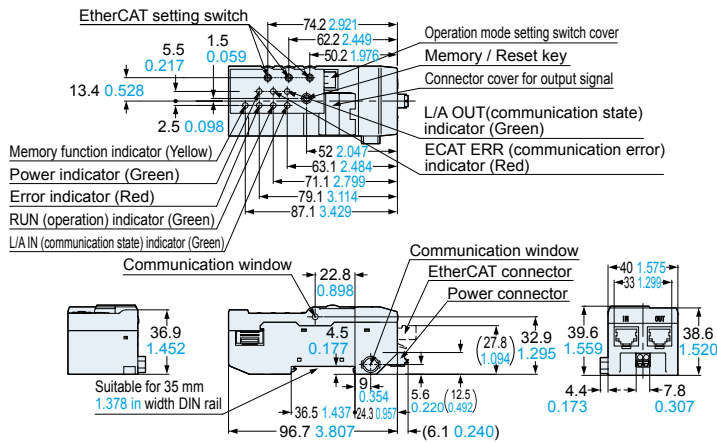 EtherCAT setting switch
74.2 2.921
62.2 2.449
50.2 1.976
Operation mode setting switch cover
Memory / Reset key
Connector cover for output signal
1.5
0.059
5.5
0.217
13.4 0.528
2.5 0.098
L/A OUT(communication state)
indicator (Green)
ECAT ERR (communication error)
indicator (Red)
Memory function indicator (Yellow)
Power indicator (Green)
Error indicator (Red)
RUN (operation) indicator (Green)
L/A IN (communication state) indicator (Green)
52 2.047
63.1 2.484
71.1 2.799
79.1 3.114
87.1 3.429
Communication window
22.8
0.898
Communication window
EtherCAT connector
Power connector
40 1.575
33 1.299
IN OUT
36.9
1.452
4.5
0.177
(27.8
1.094)
32.9
1.295
39.6
1.559
38.6
1.520
Suitable for 35 mm
1.378 in width DIN rail
9
0.354
5.6
0.220
(12.5
0.492)
36.5 1.437
24.3 0.957
96.7 3.807
(6.1 0.240)
4.4
0.173
7.8
0.307